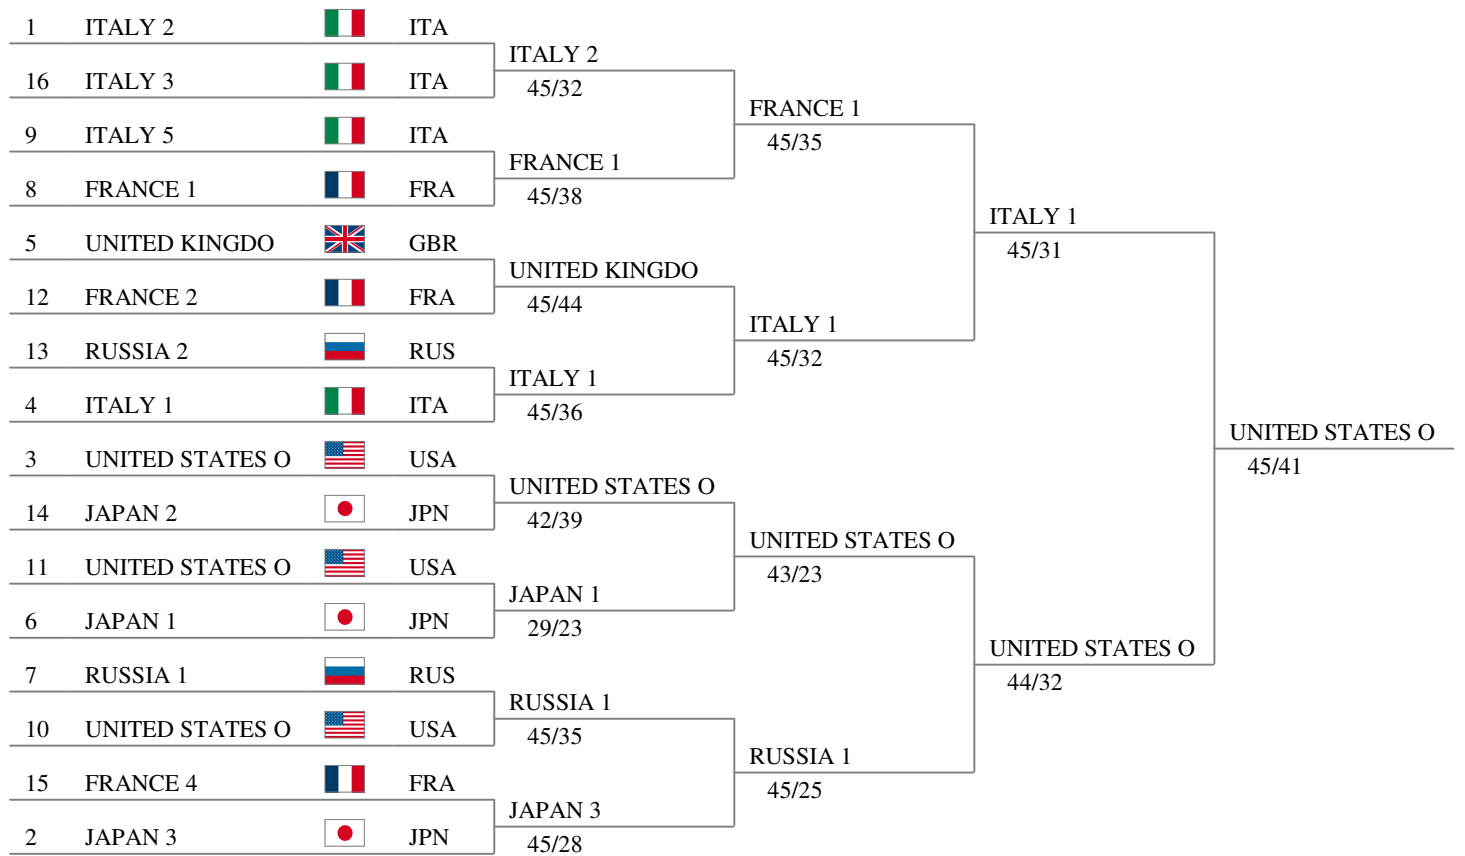 1 ITALY 2 ITA
16 ITALY 3 ITA
9 ITALY 5 ITA
8 FRANCE 1 FRA
5 UNITED KINGDO GBR
12 FRANCE 2 FRA
13 RUSSIA 2 RUS
4 ITALY 1 ITA
3 UNITED STATES O USA
14 JAPAN 2 JPN
11 UNITED STATES O USA
6 JAPAN 1 JPN
7 RUSSIA 1 RUS
10 UNITED STATES O USA
15 FRANCE 4 FRA
2 JAPAN 3 JPN
ITALY 2
45/32
FRANCE 1
45/38
UNITED KINGDO
45/44
ITALY 1
45/36
UNITED STATES O
42/39
JAPAN 1
29/23
RUSSIA 1
45/35
JAPAN 3
45/28
FRANCE 1
45/35
ITALY 1
45/32
UNITED STATES O
43/23
RUSSIA 1
45/25
ITALY 1
45/31
UNITED STATES O
44/32
UNITED STATES O
45/41